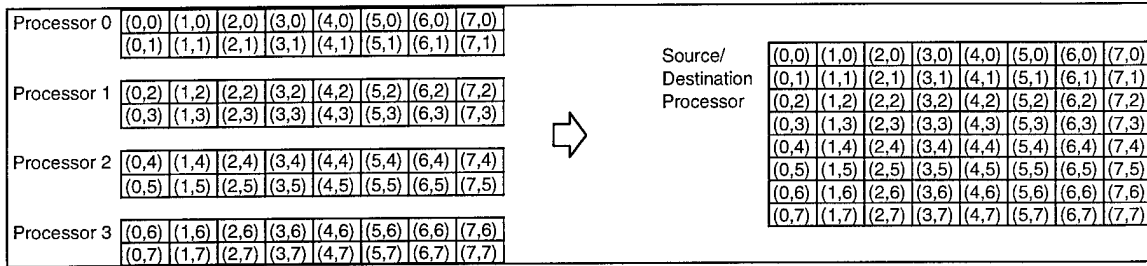 Processor 0 (0,0) (1,0) (2,0) (3,0) (4,0) (5,0) (6,0) (7,0)
(0,1) (1,1) (2,1) (3,1) (4,1) (5,1) (6,1) (7,1)
Processor 1 (0,2) (1,2) (2,2) (3,2) (4,2) (5,2) (6,2) (7,2)
(0,3) (1,3) (2,3) (3,3) (4,3) (5,3) (6,3) (7,3)
Processor 2 (0,4) (1,4) (2,4) (3,4) (4,4) (5,4) (6,4) (7,4)
(0,5) (1,5) (2,5) (3,5) (4,5) (5,5) (6,5) (7,5)
Processor 3 (0,6) (1,6) (2,6) (3,6) (4,6) (5,6) (6,6) (7,6)
(0,7) (1,7) (2,7) (3,7) (4,7) (5,7) (6,7) (7,7)
Source/ (0,0) (1,0) (2,0) (3,0) (4,0) (5,0) (6,0) (7,0)
Destination (0,1) (1,1) (2,1) (3,1) (4,1) (5,1) (6,1) (7,1)
Processor (0,2) (1,2) (2,2) (3,2) (4,2) (5,2) (6,2) (7,2)
(0,3) (1,3) (2,3) (3,3) (4,3) (5,3) (6,3) (7,3)
(0,4) (1,4) (2,4) (3,4) (4,4) (5,4) (6,4) (7,4)
(0,5) (1,5) (2,5) (3,5) (4,5) (5,5) (6,5) (7,5)
(0,6) (1,6) (2,6) (3,6) (4,6) (5,6) (6,6) (7,6)
(0,7) (1,7) (2,7) (3,7) (4,7) (5,7) (6,7) (7,7)